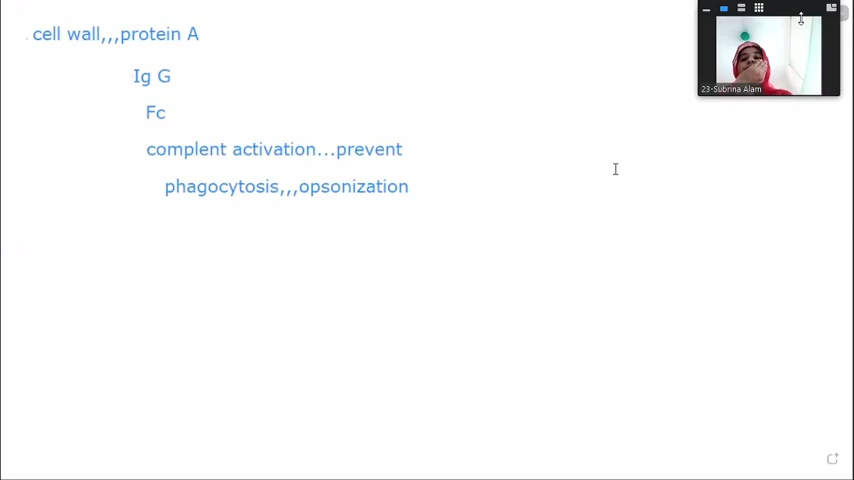 cell wall,,,protein A
Ig G
Fc
complent activation...prevent
phagocytosis,,,opsonization
23-Subrina Alam